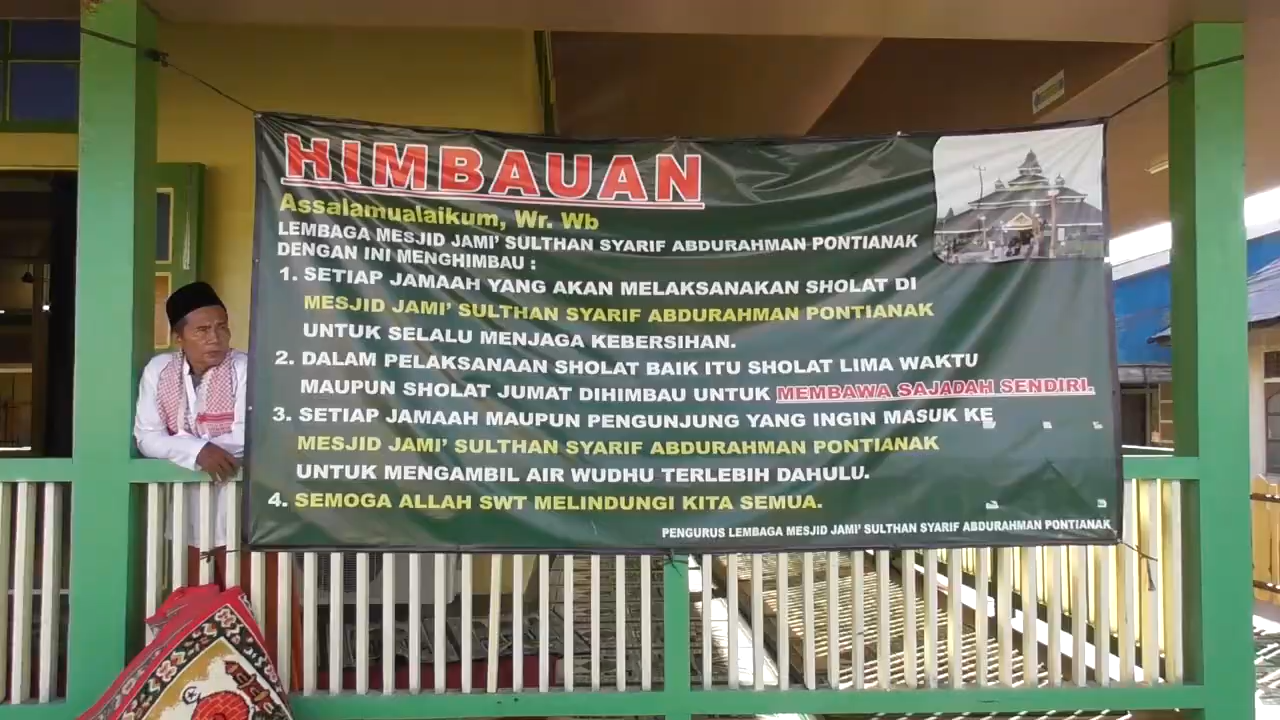 HIMBAUAN
Assalamualaikum, Wr. Wb
LEMBAGA MESJID JAMI' SULTHAN SYARIF ABDURAHMAN PONTIANAK
DENGAN INI MENGHIMBAU :
1. SETIAP JAMAAH YANG AKAN MELAKSANAKAN SHOLAT DI
MESJID JAMI' SULTHAN SYARIF ABDURAHMAN PONTIANAK
UNTUK SELALU MENJAGA KEBERSIHAN.
2. DALAM PELAKSANAAN SHOLAT BAIK ITU SHOLAT LIMA WAKTU
MAUPUN SHOLAT JUMAT DIHIMBAU UNTUK MEMBAWA SAJADAH SENDIRI.
3. SETIAP JAMAAH MAUPUN PENGUNJUNG YANG INGIN MASUK KE
MESJID JAMI' SULTHAN SYARIF ABDURAHMAN PONTIANAK
UNTUK MENGAMBIL AIR WUDHU TERLEBIH DAHULU.
4. SEMOGA ALLAH SWT MELINDUNGI KITA SEMUA.
PENGURUS LEMBAGA MESJID JAMI' SULTHAN SYARIF ABDURAHMAN PONTIANAK